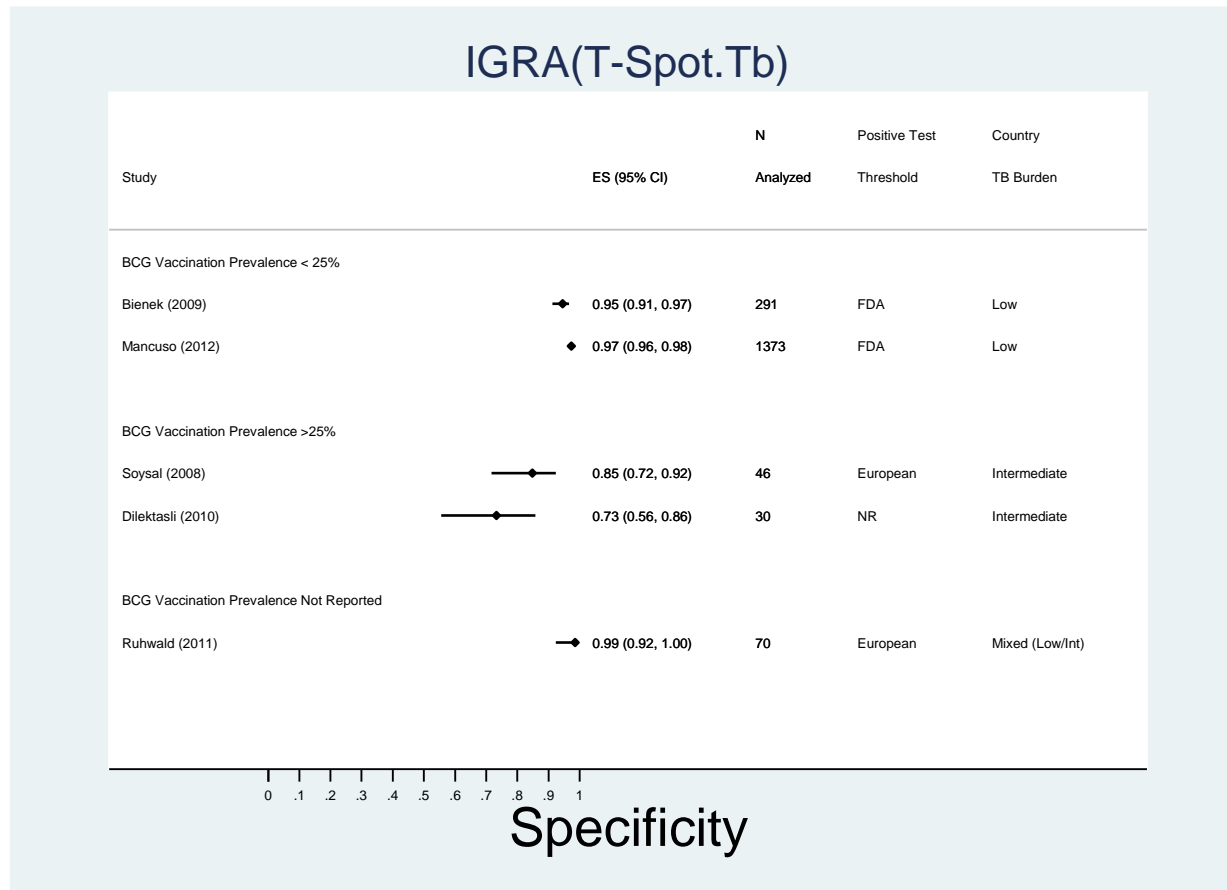 IGRA(T-Spot.Tb)
N Positive Test Country
Study ES (95% CI) Analyzed Threshold TB Burden
BCG Vaccination Prevalence < 25%
Bienek (2009) 0.95 (0.91, 0.97) 291 FDA Low
Mancuso (2012) 0.97 (0.96, 0.98) 1373 FDA Low
BCG Vaccination Prevalence >25%
Soysal (2008) 0.85 (0.72, 0.92) 46 European Intermediate
Dilektasli (2010) 0.73 (0.56, 0.86) 30 NR Intermediate
BCG Vaccination Prevalence Not Reported
Ruhwald (2011) 0.99 (0.92, 1.00) 70 European Mixed (Low/Int)
0 .1 .2 .3 .4 .5 .6 .7 .8 .9 1
Specificity